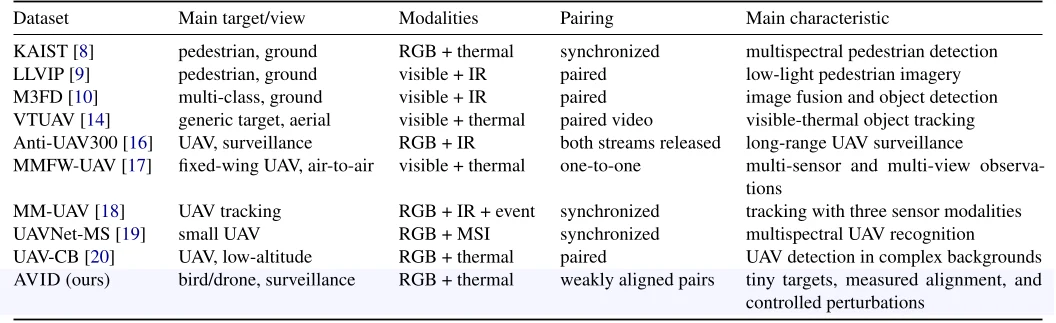 Dataset Main target/view Modalities Pairing Main characteristic
KAIST [8] pedestrian, ground RGB + thermal synchronized multispectral pedestrian detection
LLVIP [9] pedestrian, ground visible + IR paired low-light pedestrian imagery
M3FD [10] multi-class, ground visible + IR paired image fusion and object detection
VTUAV [14] generic target, aerial visible + thermal paired video visible-thermal object tracking
Anti-UAV300 [16] UAV, surveillance RGB + IR both streams released long-range UAV surveillance
MMFW-UAV [17] fixed-wing UAV, air-to-air visible + thermal one-to-one multi-sensor and multi-view observa-
tions
MM-UAV [18] UAV tracking RGB + IR + event synchronized tracking with three sensor modalities
UAVNet-MS [19] small UAV RGB + MSI synchronized multispectral UAV recognition
UAV-CB [20] UAV, low-altitude RGB + thermal paired UAV detection in complex backgrounds
AVID (ours) bird/drone, surveillance RGB + thermal weakly aligned pairs tiny targets, measured alignment, and
controlled perturbations